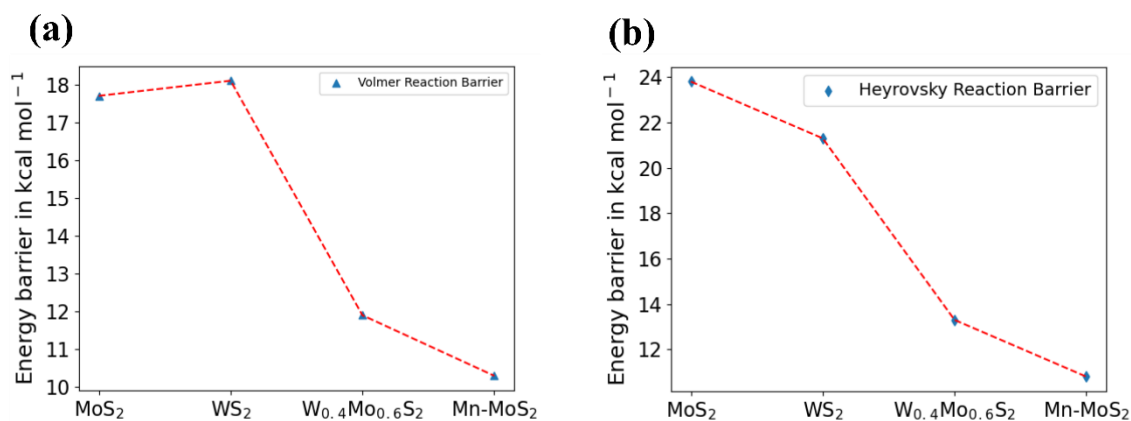 (a)
Energy barrier in kcal mol⁻¹
18
17
16
15
14
13
12
11
10
Volmer Reaction Barrier
MoS₂ WS₂ W₀.₄Mo₀.₆S₂ Mn-MoS₂
(b)
Energy barrier in kcal mol⁻¹
24
22
20
18
16
14
12
Heyrovsky Reaction Barrier
MoS₂ WS₂ W₀.₄Mo₀.₆S₂ Mn-MoS₂